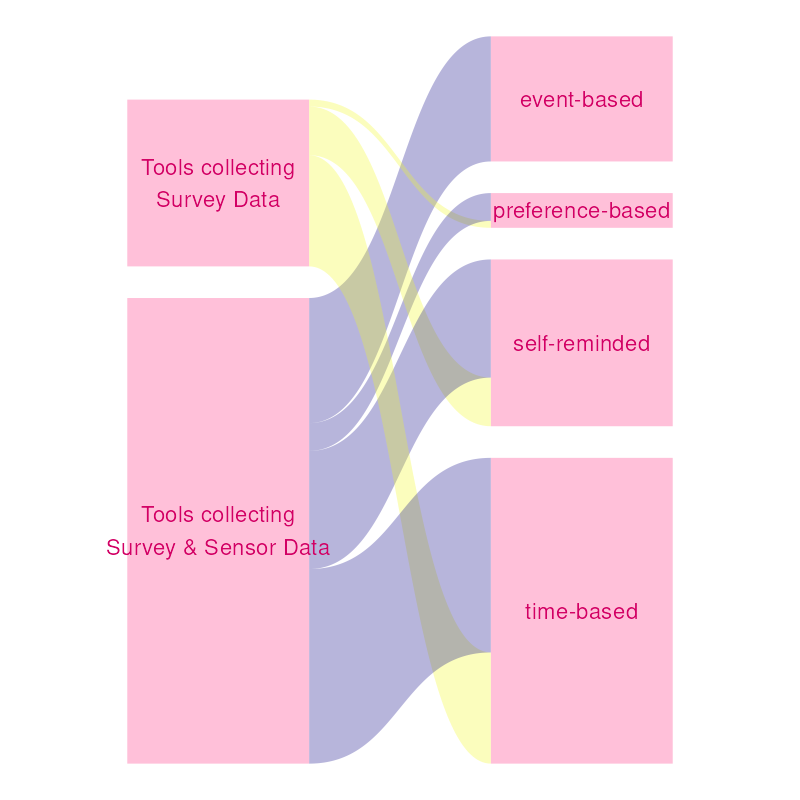 Tools collecting
Survey Data
Tools collecting
Survey & Sensor Data
event-based
preference-based
self-reminded
time-based